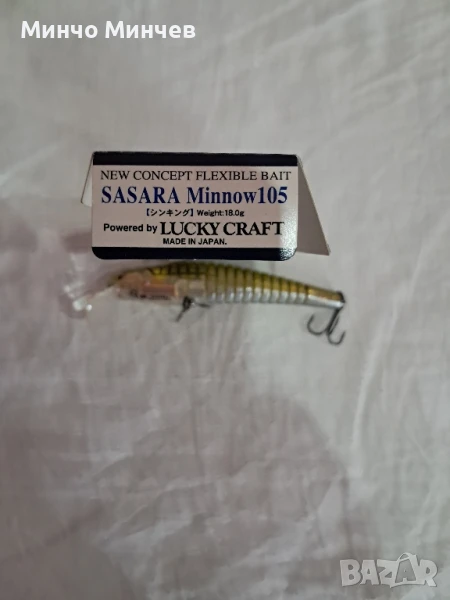 Минчо Минчев
NEW CONCEPT FLEXIBLE BAIT
SASARA Minnow105
【シンキング】Weight:18.0g
Powered by LUCKY CRAFT
MADE IN JAPAN.
BAZAR